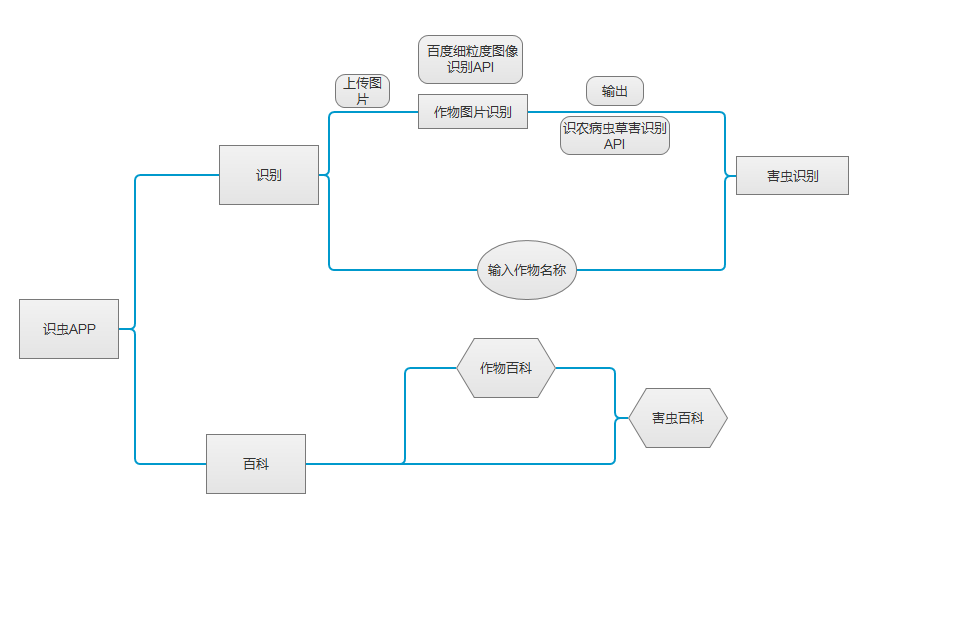 百度细粒度图像
识别API
上传图
片
作物图片识别
输出
识农病虫草害识别
API
识别
害虫识别
输入作物名称
识虫APP
作物百科
害虫百科
百科